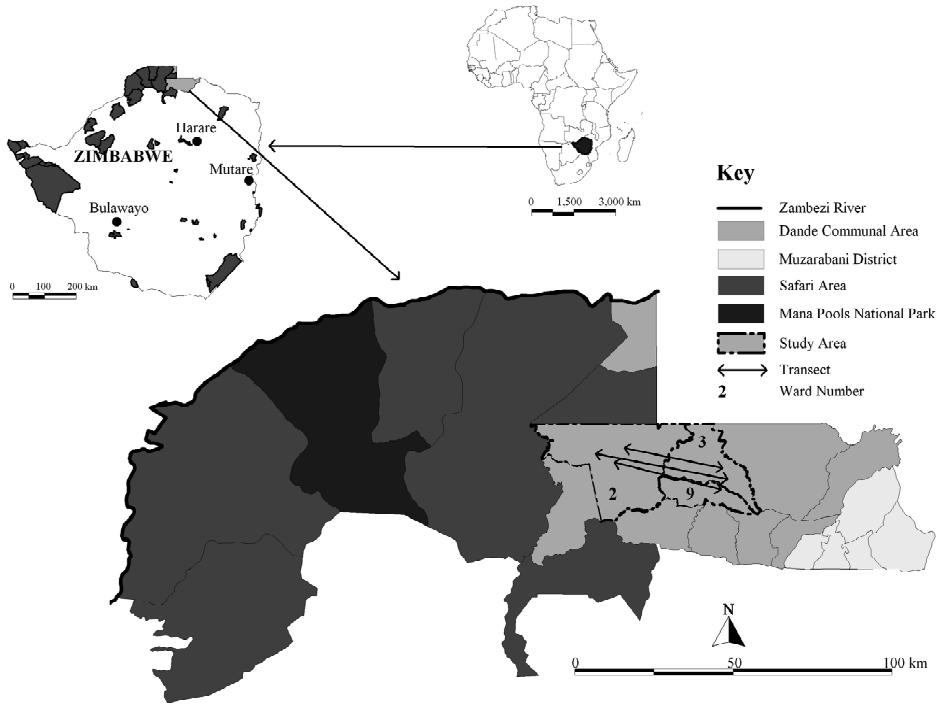 Harare
ZIMBABWE
Mutare
Bulawayo
0 100 200 km
0 1,500 3,000 km
Key
Zambezi River
Dande Communal Area
Muzarabani District
Safari Area
Mana Pools National Park
Study Area
Transect
2 Ward Number
3
2
9
N
0 50 100 km